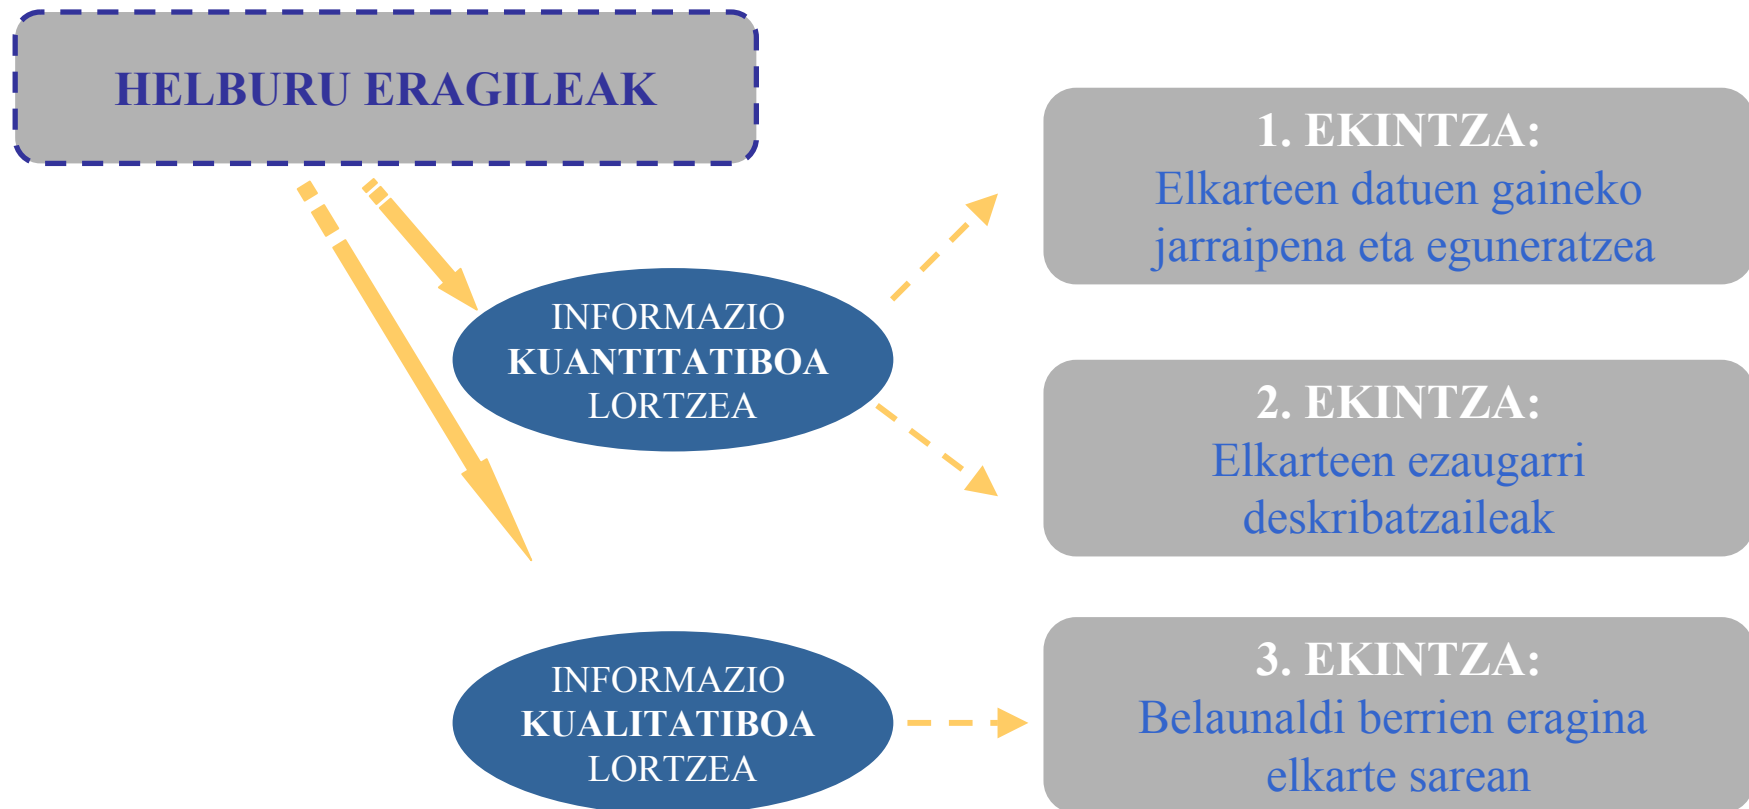 HELBURU ERAGILEAK
1. EKINTZA:
Elkarteen datuen gaineko
jarraipena eta eguneratzea
INFORMAZIO
KUANTITATIBOA
LORTZEA
2. EKINTZA:
Elkarteen ezaugarri
deskribatzaileak
INFORMAZIO
KUALITATIBOA
LORTZEA
3. EKINTZA:
Belaunaldi berrien eragina
elkarte sarean